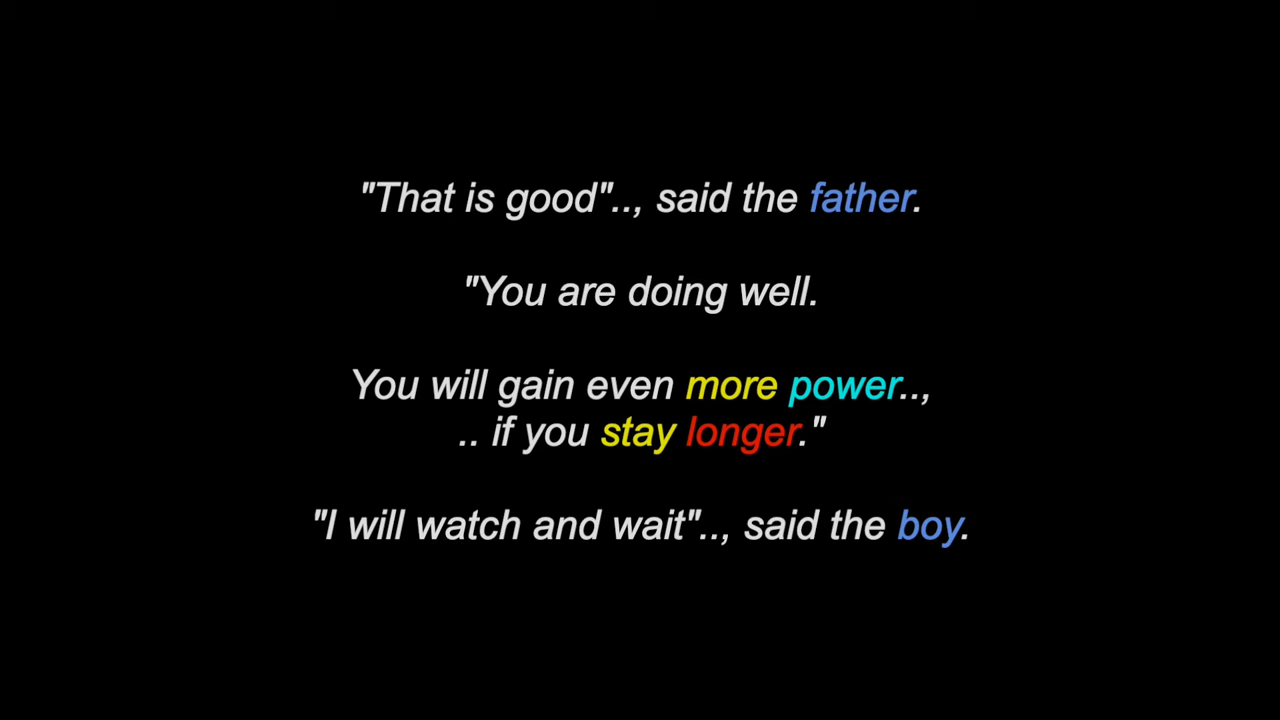 "That is good".., said the father.
"You are doing well.
You will gain even more power..,
.. if you stay longer."
"I will watch and wait".., said the boy.